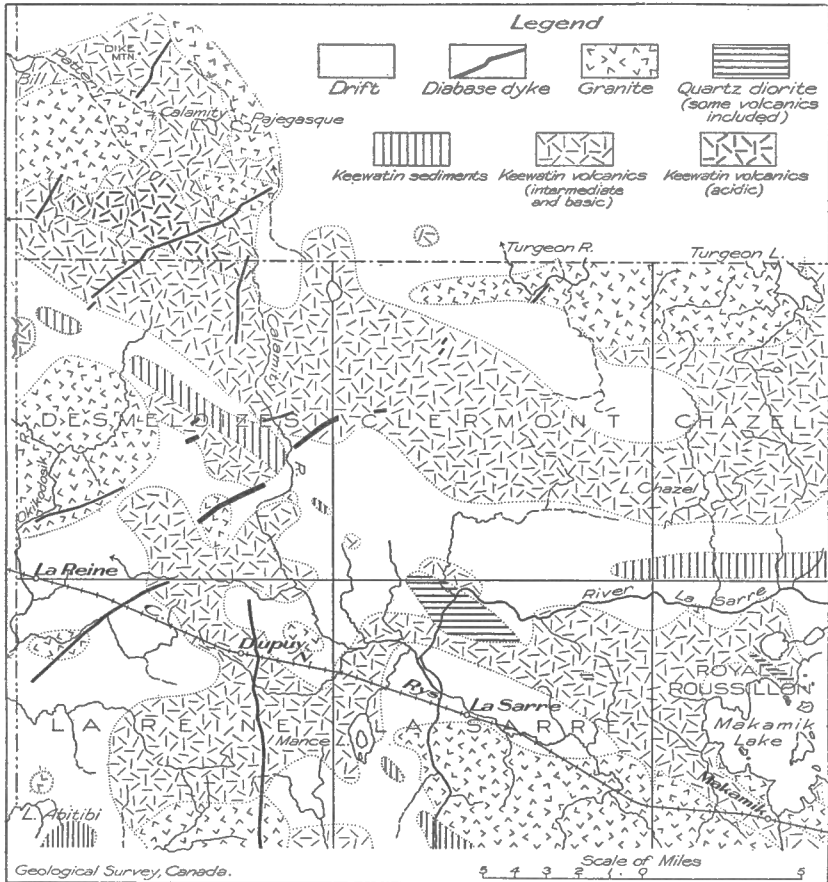 Legend
Drift
Diabase dyke
Granite
Quartz diorite
(some volcanics
included)
Keewatin sediments
Keewatin volcanics
(intermediate
and basic)
Keewatin volcanics
(acidic)
DIKE
MTN.
Patten
R.
Bill L.
Calamity
L.
Pajegasque
L.
Turgeon R.
Turgeon L.
Calamity
R.
DESMELOIZES
CLERMONT
CHAZEL
Okikodosik R.
L. Chazel
La Reine
River
La Sarre
Dupuy
ROYAL
ROUSSILLON
Rys.
La Sarre
LA REINE
LA SARRE
Makamik
Lake
Mance L.
Makamik
L. Abitibi
Geological Survey, Canada.
Scale of Miles
5 4 3 2 1 0 5